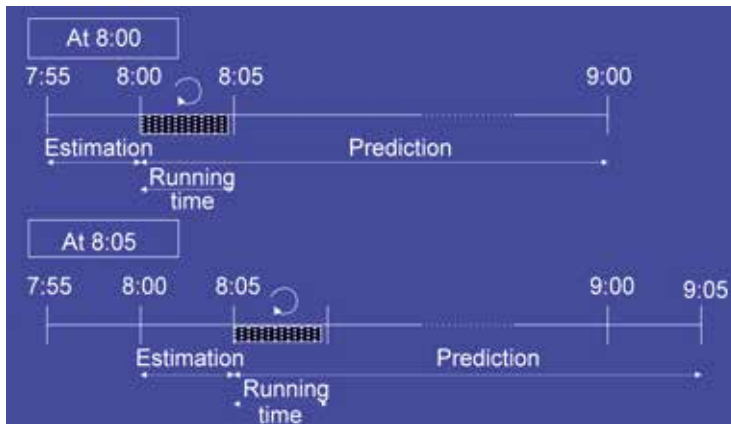 At 8:00
7:55 8:00 8:05 9:00
Estimation Prediction
Running
time
At 8:05
7:55 8:00 8:05 9:00 9:05
Estimation Prediction
Running
time